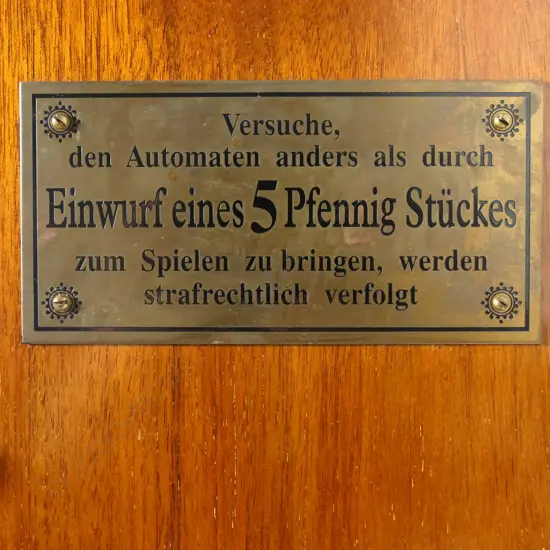 Versuche,
den Automaten anders als durch
Einwurf eines 5 Pfennig Stückes
zum Spielen zu bringen, werden
strafrechtlich verfolgt